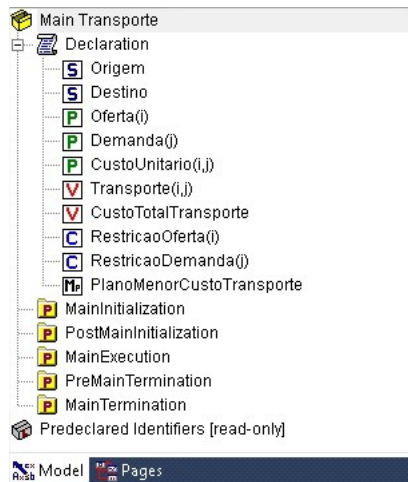 Main Transporte
Declaration
S Origem
S Destino
P Oferta(i)
P Demanda(j)
P CustoUnitario(i,j)
V Transporte(i,j)
V CustoTotalTransporte
C RestricaoOferta(i)
C RestricaoDemanda(j)
MP PlanoMenorCustoTransporte
P MainInitialization
P PostMainInitialization
P MainExecution
P PreMainTermination
P MainTermination
Predeclared Identifiers [read-only]
Model Pages